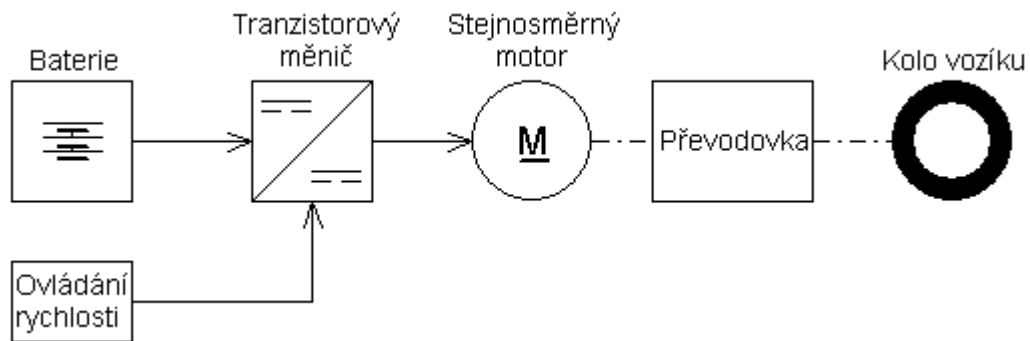 Baterie
Tranzistorový
měnič
Stejnosměrný
motor
Kolo vozíku
M
Převodovka
Ovládání
rychlosti